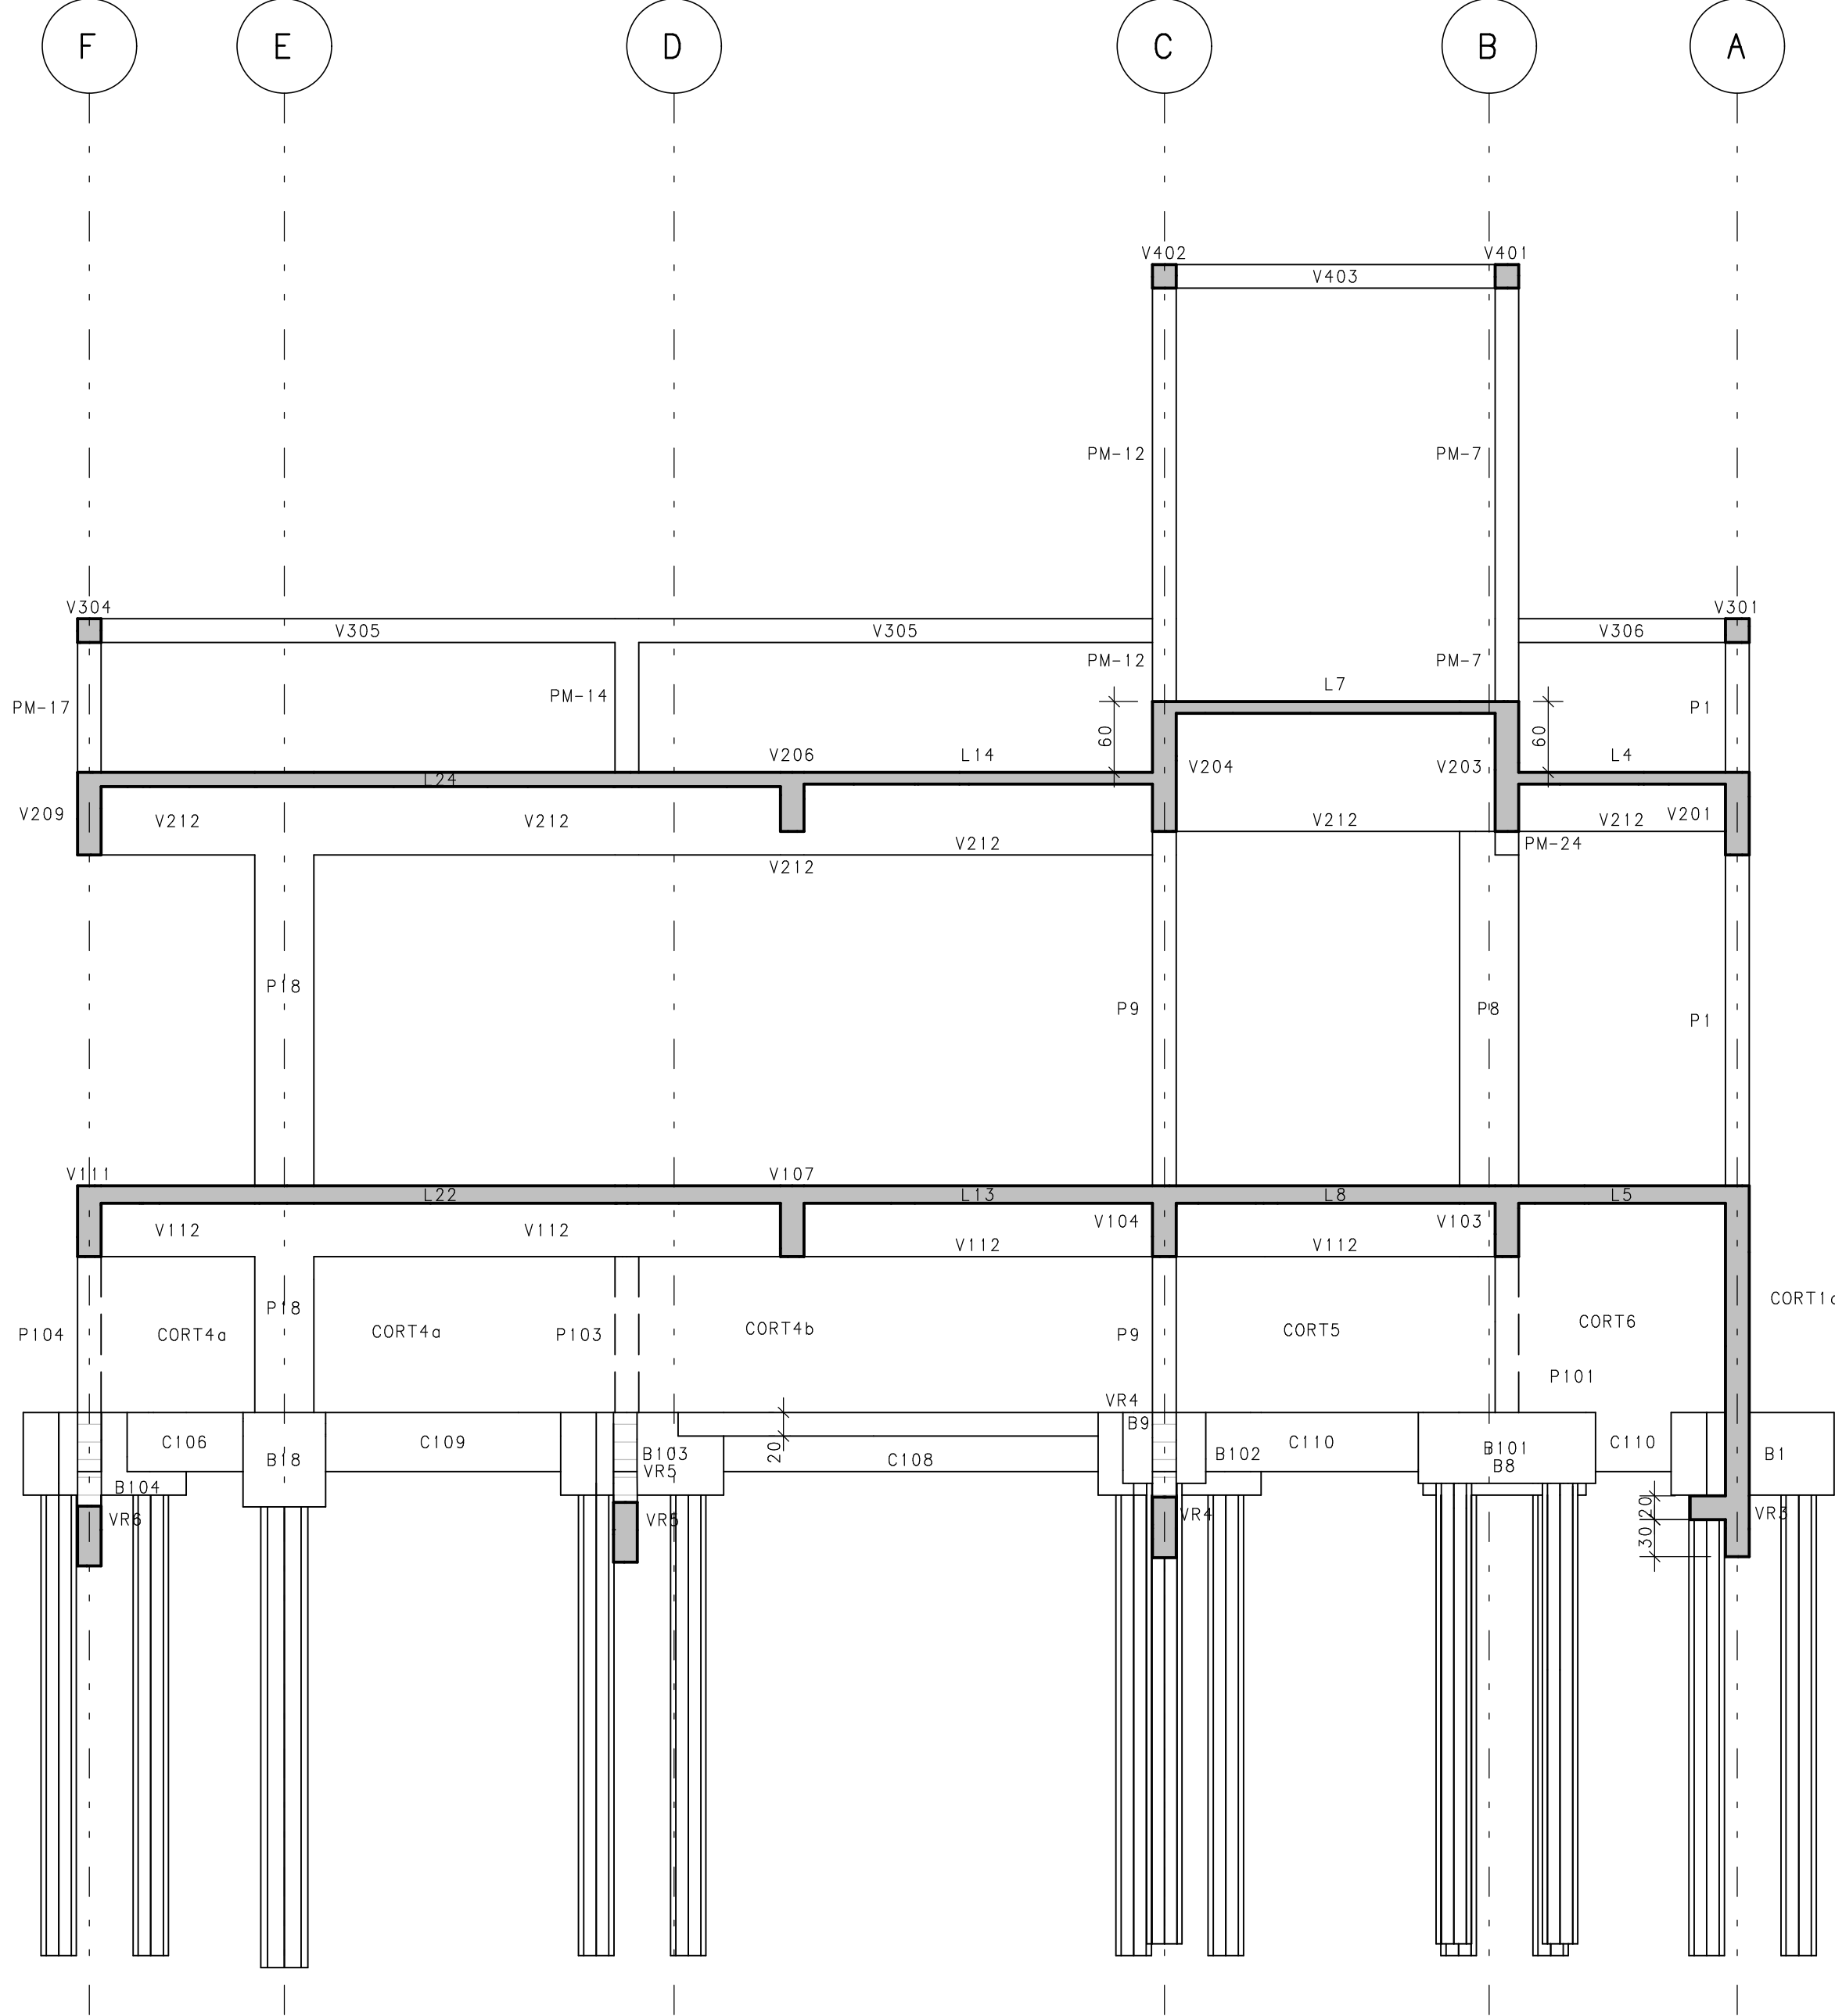 F E D C B A
V402 V401
V403
PM-12 PM-7
V304 V301
V305 V305 V306
PM-12 PM-7
L7
PM-14
PM-17 P1
60 60
V206 L14 L4
V204 V203
L24
V209 V212 V212 V212 V212 V201
V212 PM-24
V212
P18
P9 P8
P1
V111 V107
L22 L13 L8 L5
V104 V103
V112 V112
V112 V112
CORT1
P18
P104 CORT4a CORT4a P103 CORT4b P9 CORT5 CORT6
P101
VR4
B9
C106 C109 20 C110 B101 C110
B18 B103 C108 B102 B8 B1
VR5
B104
VR6 VR5 VR4 20 VR3
30